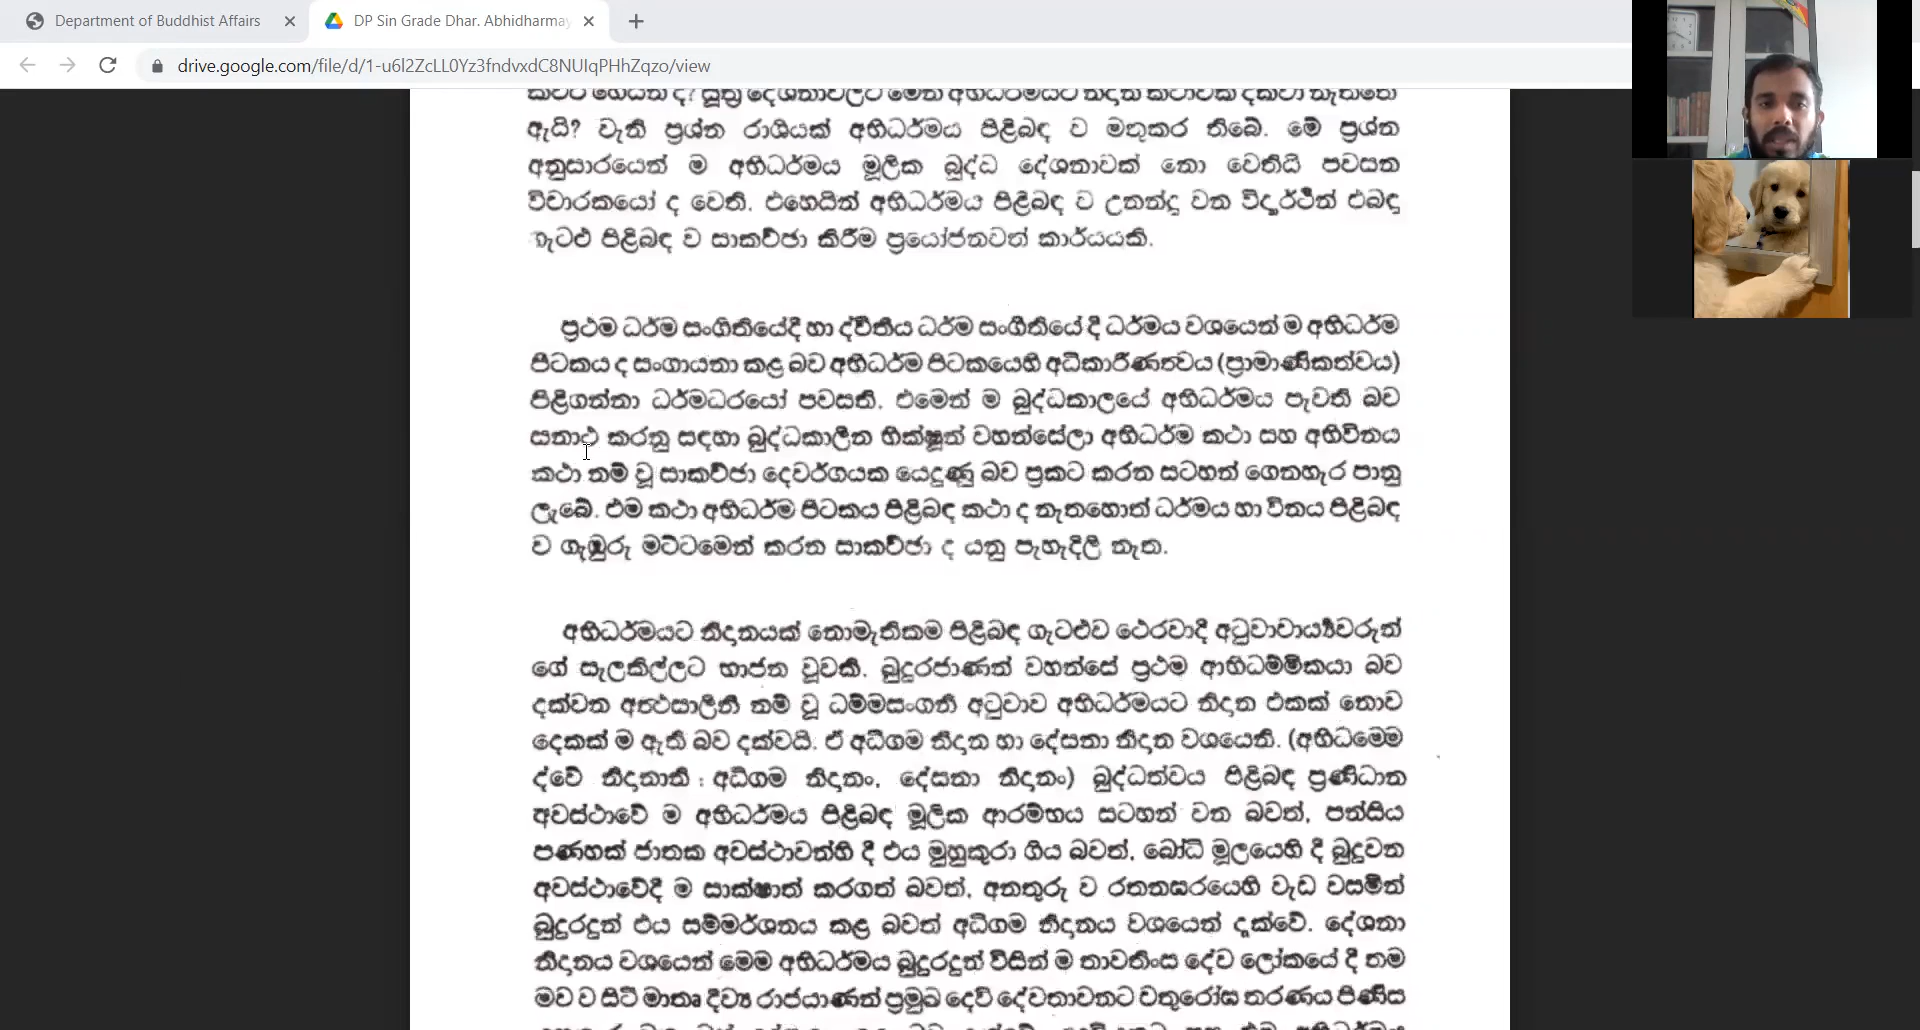 Department of Buddhist Affairs
DP Sin Grade Dhar. Abhidharmay
drive.google.com/file/d/1-u6l2ZcLL0Yz3fndvxdC8NUIqPHhZqzo/view
ඇයි? වැනි ප්‍රශ්න රාශියක් අභිධර්මය පිළිබඳ ව මතුකර තිබේ. මේ ප්‍රශ්න
අනුසාරයෙන් ම අභිධර්මය මූලික බුද්ධ දේශනාවක් නො වෙතියි පවසන
විචාරකයෝ ද වෙති. එහෙයින් අභිධර්මය පිළිබඳ ව උනන්දු වන විද්‍යාර්ථීන් එබඳු
ගැටළු පිළිබඳ ව සාකච්ඡා කිරීම ප්‍රයෝජනවත් කාර්යයකි.
ප්‍රථම ධර්ම සංගීතියේදී හා ද්විතීය ධර්ම සංගීතියේ දී ධර්මය වශයෙන් ම අභිධර්ම
පිටකය ද සංගායනා කළ බව අභිධර්ම පිටකයෙහි අධිකාරීණත්වය (ප්‍රාමාණිකත්වය)
පිළිගන්නා ධර්මධරයෝ පවසති. එමෙන් ම බුද්ධකාලයේ අභිධර්මය පැවති බව
සනාථ කරනු සඳහා බුද්ධකාලීන භික්ෂූන් වහන්සේලා අභිධර්ම කථා සහ අභිවිනය
කථා නම් වූ සාකච්ඡා දෙවර්ගයක යෙදුණු බව ප්‍රකට කරන සටහන් ගෙනහැර පානු
ලැබේ. එම කථා අභිධර්ම පිටකය පිළිබඳ කථා ද නැතහොත් ධර්මය හා විනය පිළිබඳ
ව ගැඹුරු මට්ටමෙන් කරන සාකච්ඡා ද යනු පැහැදිලි නැත.
අභිධර්මයට නිදානයක් නොමැතිකම පිළිබඳ ගැටළුව ථෙරවාදී අටුවාචාර්‍ය්‍යවරුන්
ගේ සැලකිල්ලට භාජන වූවකි. බුදුරජාණන් වහන්සේ ප්‍රථම ආභිධම්මිකයා බව
දක්වන අත්‍ථසාලිනී නම් වූ ධම්මසංගනී අටුවාව අභිධර්මයට නිදාන එකක් නොව
දෙකක් ම ඇති බව දක්වයි. ඒ අධිගම නිදාන හා දේසනා නිදාන වශයෙනි. (අභිධම්මෙ
ද්වේ නිදානානි : අධිගම නිදානං, දේසනා නිදානං) බුද්ධත්වය පිළිබඳ ප්‍රණිධාන
අවස්ථාවේ ම අභිධර්මය පිළිබඳ මූලික ආරම්භය සටහන් වන බවත්, පන්සිය
පණහක් ජාතක අවස්ථාවන්හි දී එය මුහුකුරා ගිය බවත්, බෝධි මූලයෙහි දී බුදුවන
අවස්ථාවේදී ම සාක්ෂාත් කරගත් බවත්, අනතුරු ව රතනඝරයෙහි වැඩ වසමින්
බුදුරදුන් එය සම්මර්ශනය කළ බවත් අධිගම නිදානය වශයෙන් දැක්වේ. දේශනා
නිදානය වශයෙන් මෙම අභිධර්මය බුදුරදුන් විසින් ම තාවතිංස දේව ලෝකයේ දී තම
මව ව සිටි මාතෘ දිව්‍ය රාජයාණන් ප්‍රමුඛ දෙව් දේවතාවනට චතුරෝඝ තරණය පිණිස